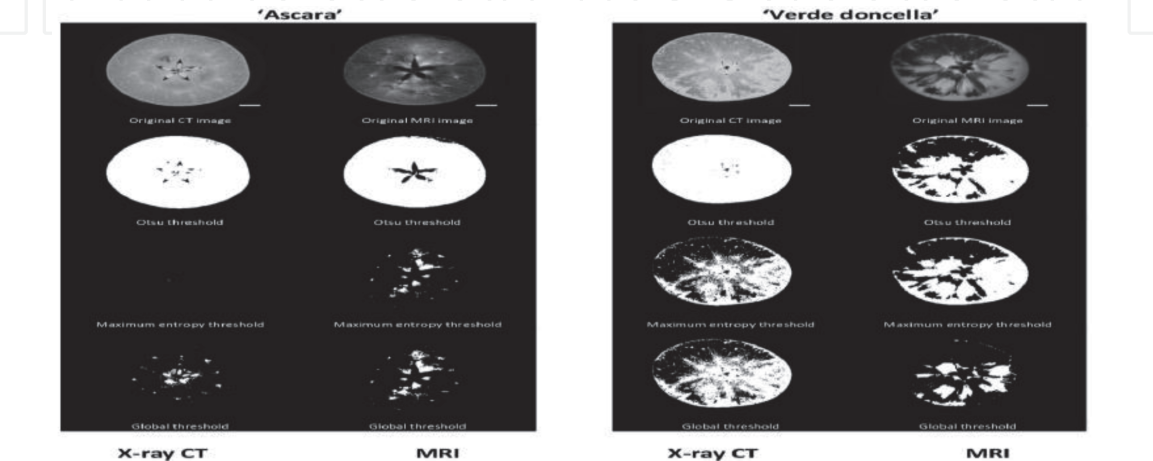 'Ascara'
Original CT image
Original MRI image
Otsu threshold
Otsu threshold
Maximum entropy threshold
Maximum entropy threshold
Global threshold
Global threshold
X-ray CT
MRI
'Verde doncella'
Original CT image
Original MRI image
Otsu threshold
Otsu threshold
Maximum entropy threshold
Maximum entropy threshold
Global threshold
Global threshold
X-ray CT
MRI